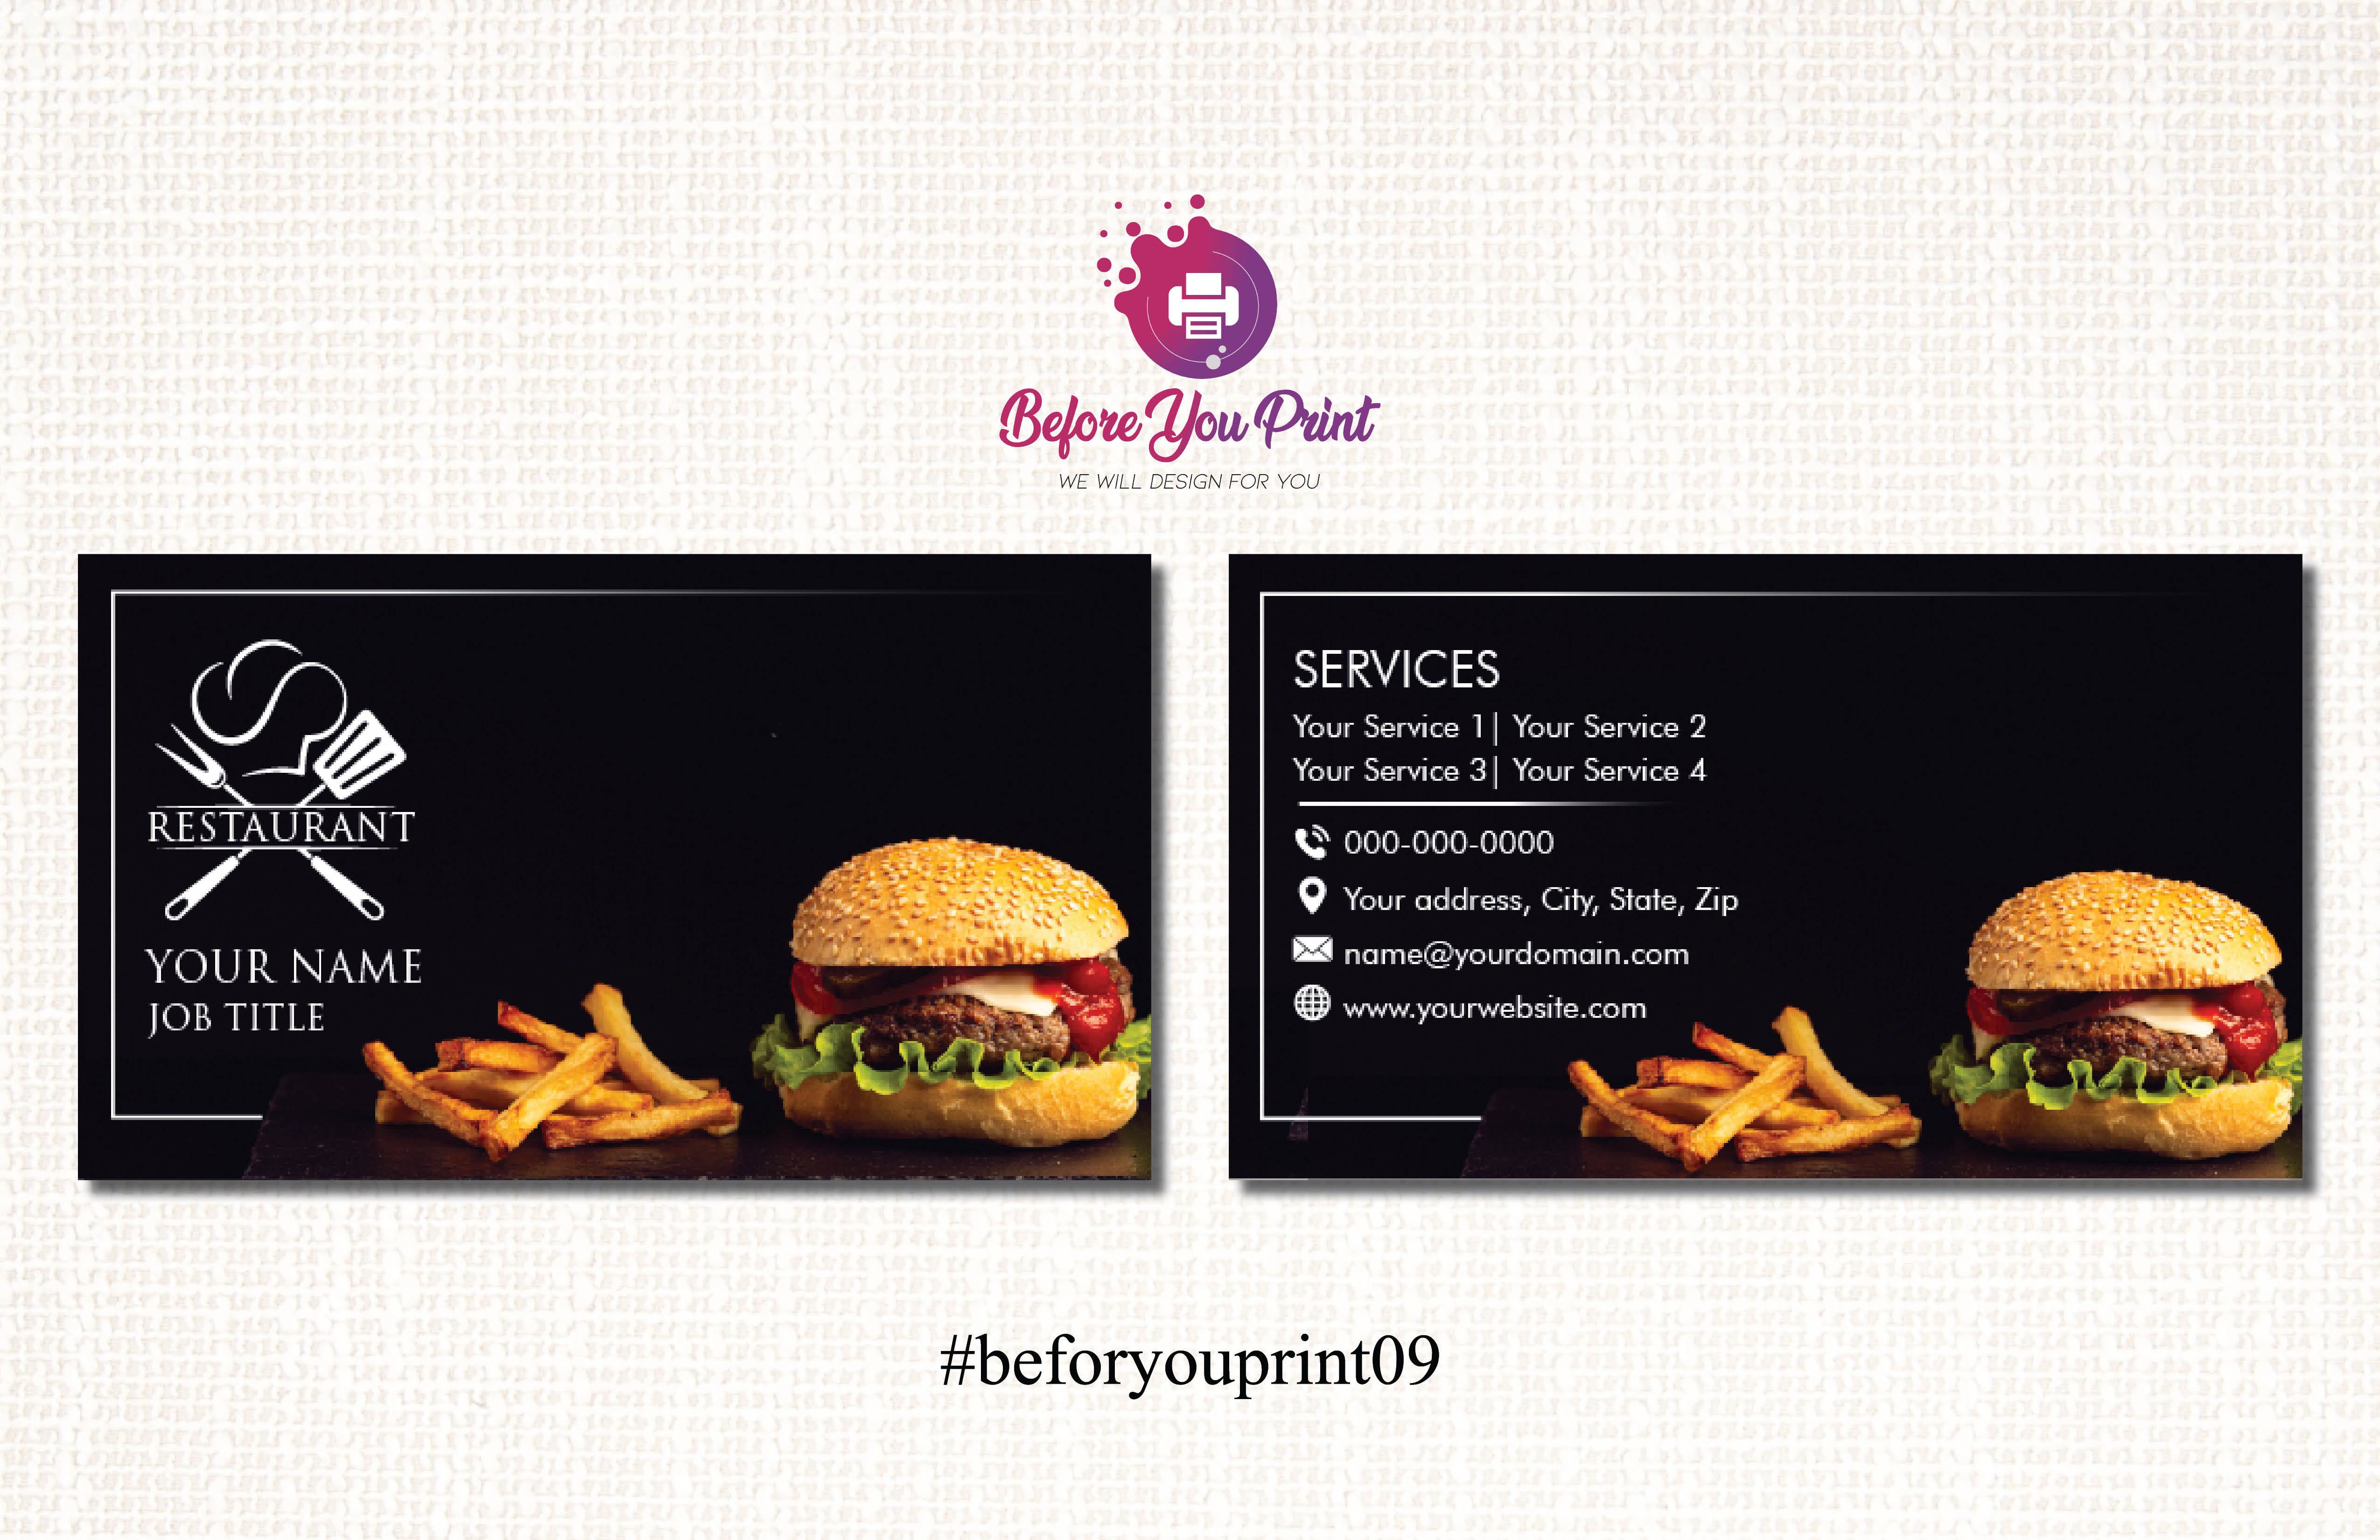 Before You Print
WE WILL DESIGN FOR YOU
RESTAURANT
YOUR NAME
JOB TITLE
SERVICES
Your Service 1| Your Service 2
Your Service 3| Your Service 4
000-000-0000
Your address, City, State, Zip
name@yourdomain.com
www.yourwebsite.com
#beforyouprint09